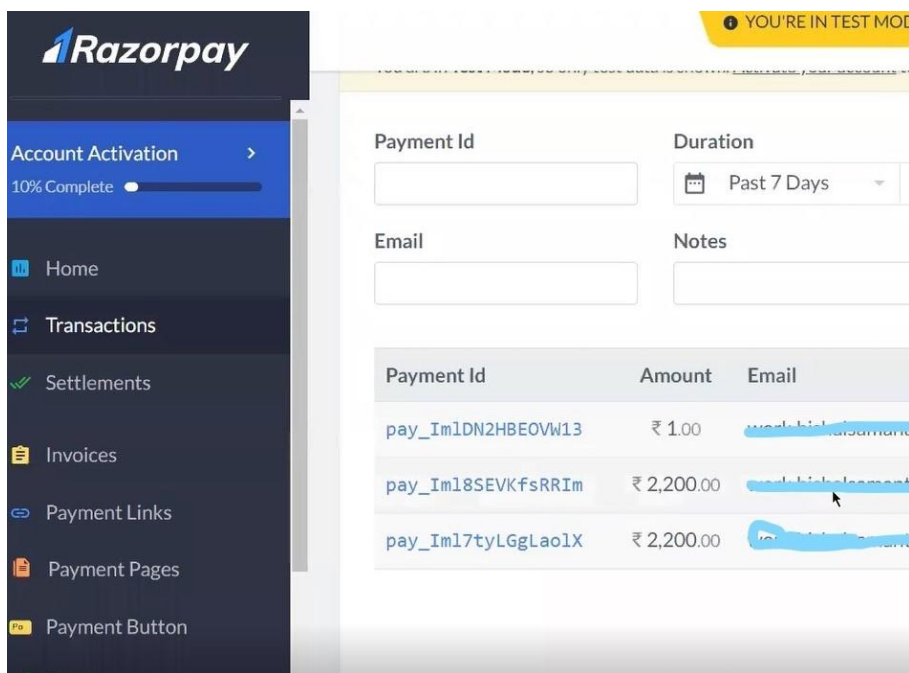 Razorpay
YOU'RE IN TEST MOD
Account Activation
10% Complete
Payment Id
Duration
Past 7 Days
Email
Notes
Home
Transactions
Settlements
Invoices
Payment Links
Payment Pages
Payment Button
Payment Id Amount Email
pay_ImlDN2HBEOVW13 ₹ 1.00
pay_Iml8SEVKfsRRIm ₹ 2,200.00
pay_Iml7tyLGgLaolX ₹ 2,200.00